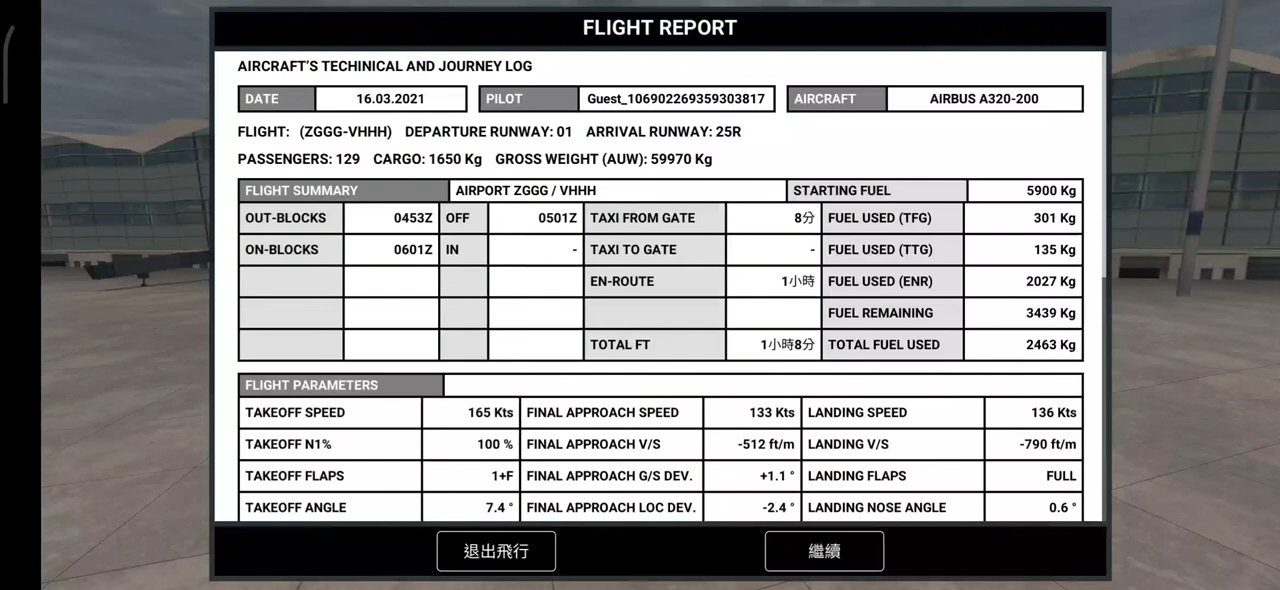 FLIGHT REPORT
AIRCRAFT'S TECHINICAL AND JOURNEY LOG
DATE 16.03.2021 PILOT Guest_106902269359303817 AIRCRAFT AIRBUS A320-200
FLIGHT: (ZGGG-VHHH) DEPARTURE RUNWAY: 01 ARRIVAL RUNWAY: 25R
PASSENGERS: 129 CARGO: 1650 Kg GROSS WEIGHT (AUW): 59970 Kg
FLIGHT SUMMARY AIRPORT ZGGG / VHHH STARTING FUEL 5900 Kg
OUT-BLOCKS 0453Z OFF 0501Z TAXI FROM GATE 8分 FUEL USED (TFG) 301 Kg
ON-BLOCKS 0601Z IN - TAXI TO GATE - FUEL USED (TTG) 135 Kg
EN-ROUTE 1小時 FUEL USED (ENR) 2027 Kg
FUEL REMAINING 3439 Kg
TOTAL FT 1小時8分 TOTAL FUEL USED 2463 Kg
FLIGHT PARAMETERS
TAKEOFF SPEED 165 Kts FINAL APPROACH SPEED 133 Kts LANDING SPEED 136 Kts
TAKEOFF N1% 100 % FINAL APPROACH V/S -512 ft/m LANDING V/S -790 ft/m
TAKEOFF FLAPS 1+F FINAL APPROACH G/S DEV. +1.1 ° LANDING FLAPS FULL
TAKEOFF ANGLE 7.4 ° FINAL APPROACH LOC DEV. -2.4 ° LANDING NOSE ANGLE 0.6 °
退出飛行 繼續